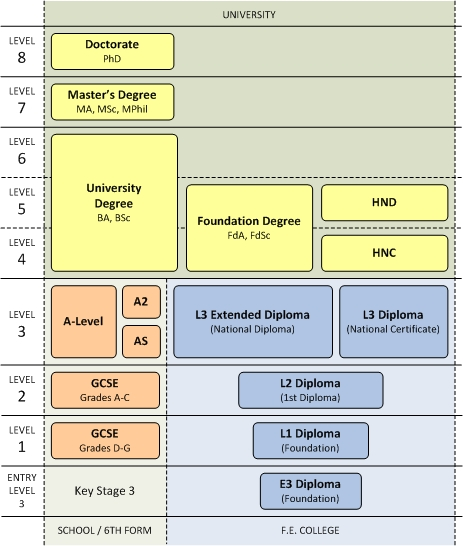 UNIVERSITY
LEVEL
8
Doctorate
PhD
LEVEL
7
Master's Degree
MA, MSc, MPhil
LEVEL
6
University
Degree
BA, BSc
LEVEL
5
Foundation Degree
FdA, FdSc
HND
LEVEL
4
HNC
LEVEL
3
A-Level
A2
AS
L3 Extended Diploma
(National Diploma)
L3 Diploma
(National Certificate)
LEVEL
2
GCSE
Grades A-C
L2 Diploma
(1st Diploma)
LEVEL
1
GCSE
Grades D-G
L1 Diploma
(Foundation)
ENTRY
LEVEL
3
Key Stage 3
E3 Diploma
(Foundation)
SCHOOL / 6TH FORM
F.E. COLLEGE